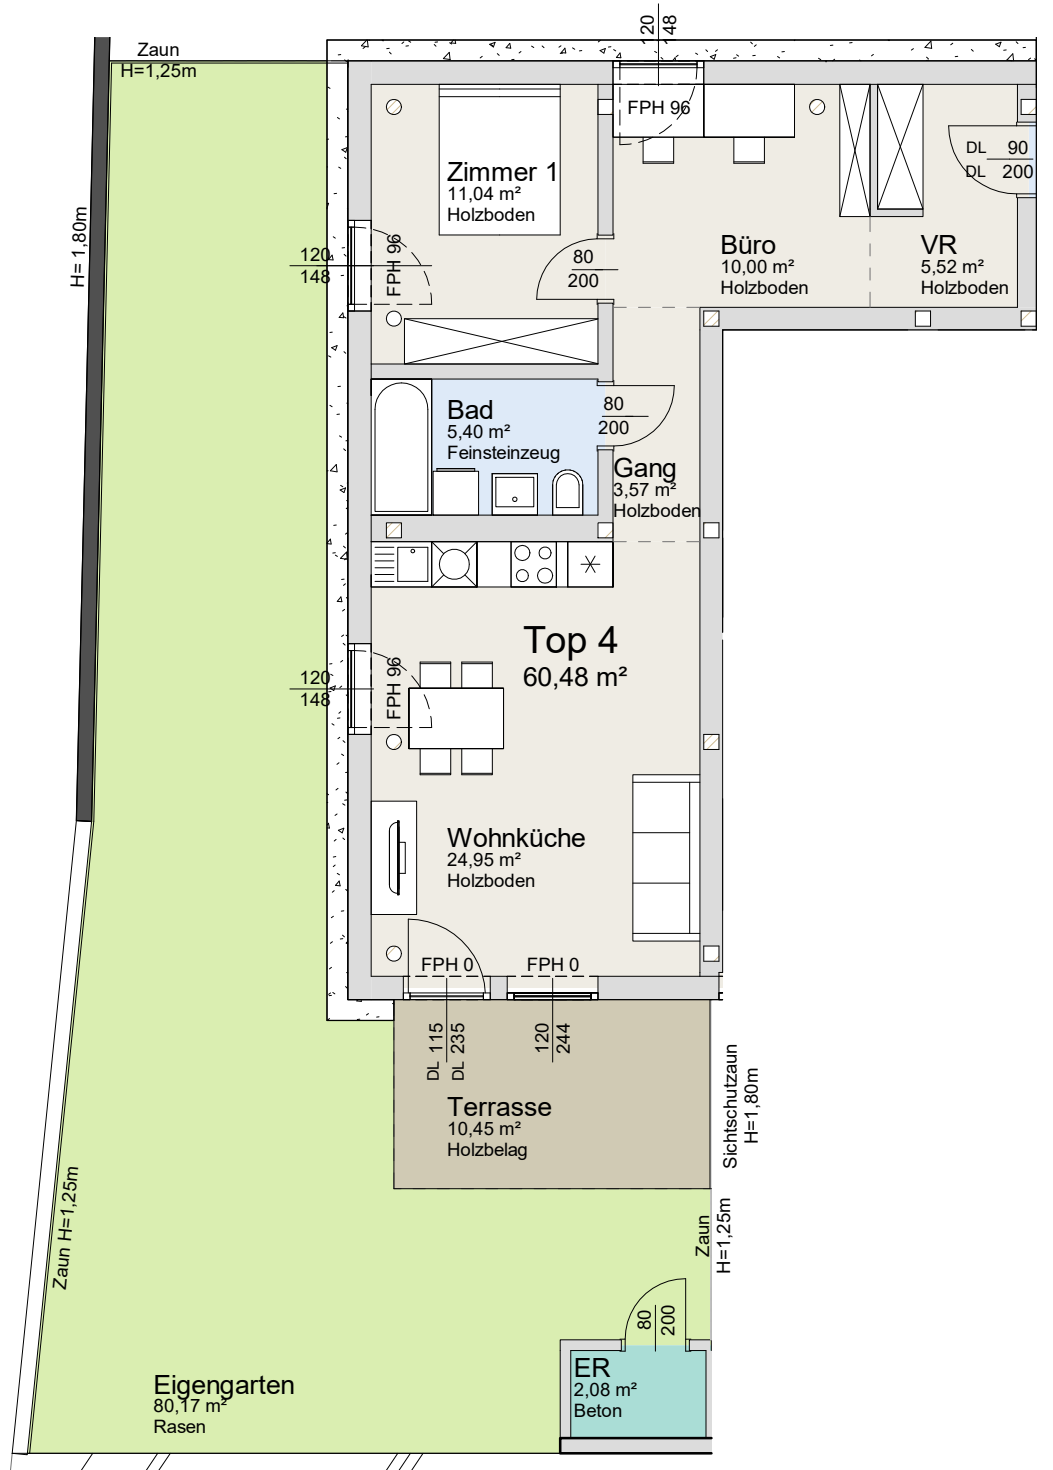 Zaun
H=1,25m
120
48
FPH 96
Zimmer 1
11,04 m²
Holzboden
DL 90
DL 200
H= 1,80m
120
148
FPH 96
80
200
Büro
10,00 m²
Holzboden
VR
5,52 m²
Holzboden
Bad
5,40 m²
Feinsteinzeug
80
200
Gang
3,57 m²
Holzboden
Top 4
60,48 m²
120
148
FPH 96
Wohnküche
24,95 m²
Holzboden
FPH 0
FPH 0
DL 115
DL 235
120
244
Terrasse
10,45 m²
Holzbelag
Sichtschutzaun
H=1,80m
Zaun H=1,25m
Zaun
H=1,25m
80
200
ER
2,08 m²
Beton
Eigengarten
80,17 m²
Rasen